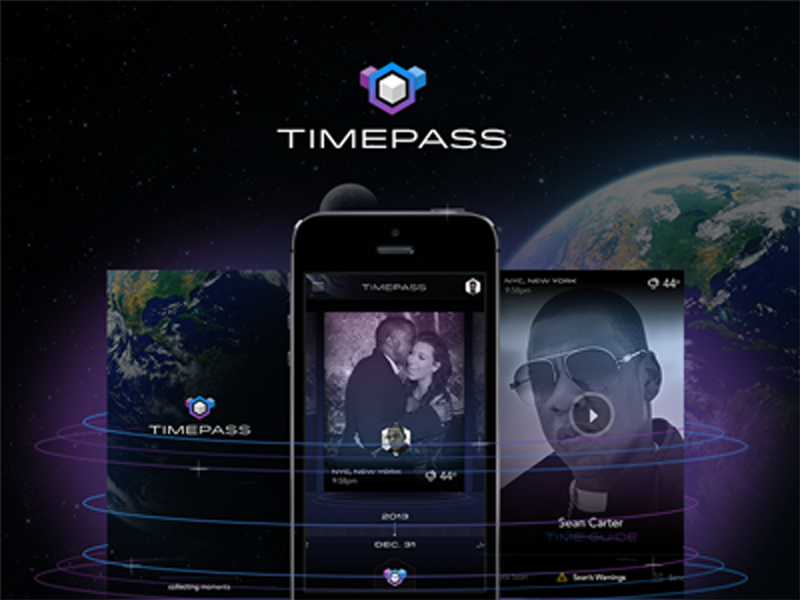 TIMEPASS
TIMEPASS
collecting moments
TIMEPASS
NYC, NEW YORK
9:58pm
44°
2013
DEC. 31
NYC, NEW YORK
9:58pm
44°
Sean Carter
TIME GUIDE
Sean's Warnings